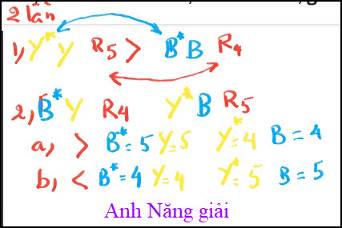 2 lần
1, Y* Y R5 > B* B R4
2, B* Y R4 Y* B R5
a, > B* = 5 Y = 5 Y* = 4 B = 4
b, < B* = 4 Y = 4 Y* = 5 B = 5
Anh Năng giải